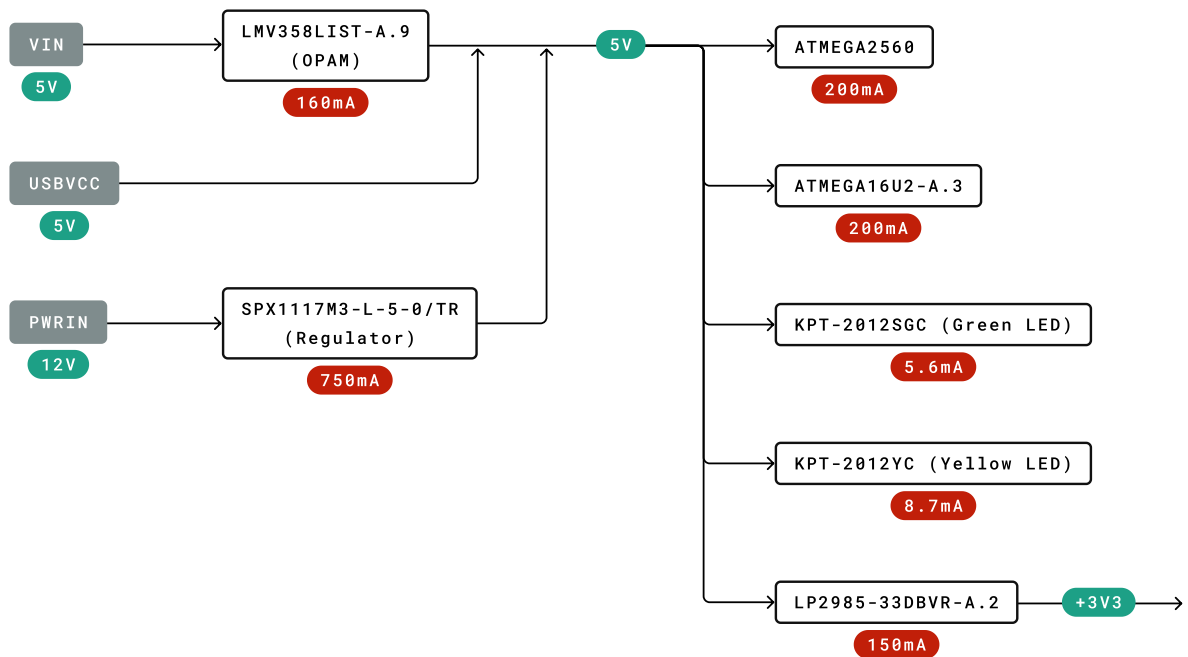 VIN
5V
LMV358LIST-A.9
(OPAM)
160mA
5V
ATMEGA2560
200mA
USBVCC
5V
ATMEGA16U2-A.3
200mA
PWRIN
12V
SPX1117M3-L-5-0/TR
(Regulator)
750mA
KPT-2012SGC (Green LED)
5.6mA
KPT-2012YC (Yellow LED)
8.7mA
LP2985-33DBVR-A.2
150mA
+3V3